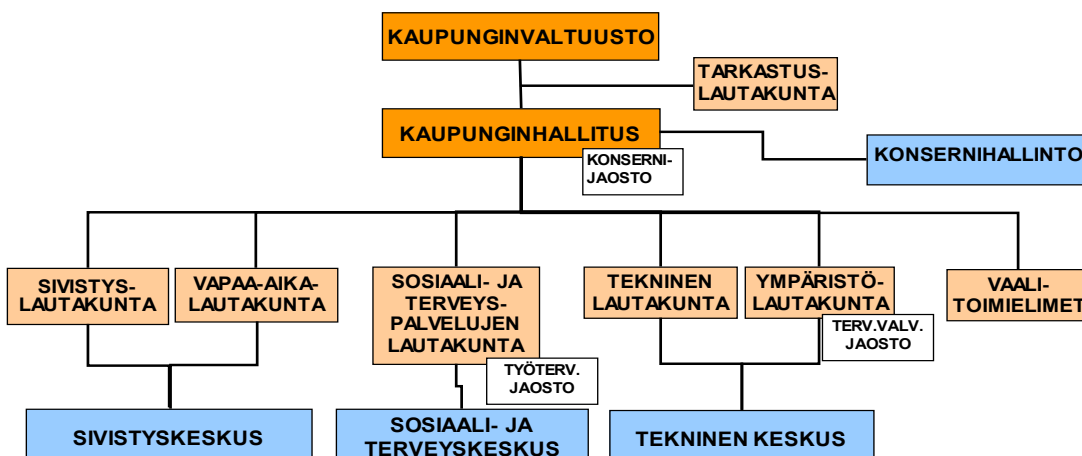 KAUPUNGINVALTUUSTO
TARKASTUS-
LAUTAKUNTA
KAUPUNGINHALLITUS
KONSERNI-
JAOSTO
KONSERNIHALLINTO
SIVISTYS-
LAUTAKUNTA
VAPAA-AIKA-
LAUTAKUNTA
SOSIAALI- JA
TERVEYS-
PALVELUJEN
LAUTAKUNTA
TYÖTERV.
JAOSTO
TEKNINEN
LAUTAKUNTA
YMPÄRISTÖ-
LAUTAKUNTA
TERV.VALV.
JAOSTO
VAALI-
TOIMIELIMET
SIVISTYSKESKUS
SOSIAALI- JA
TERVEYSKESKUS
TEKNINEN KESKUS